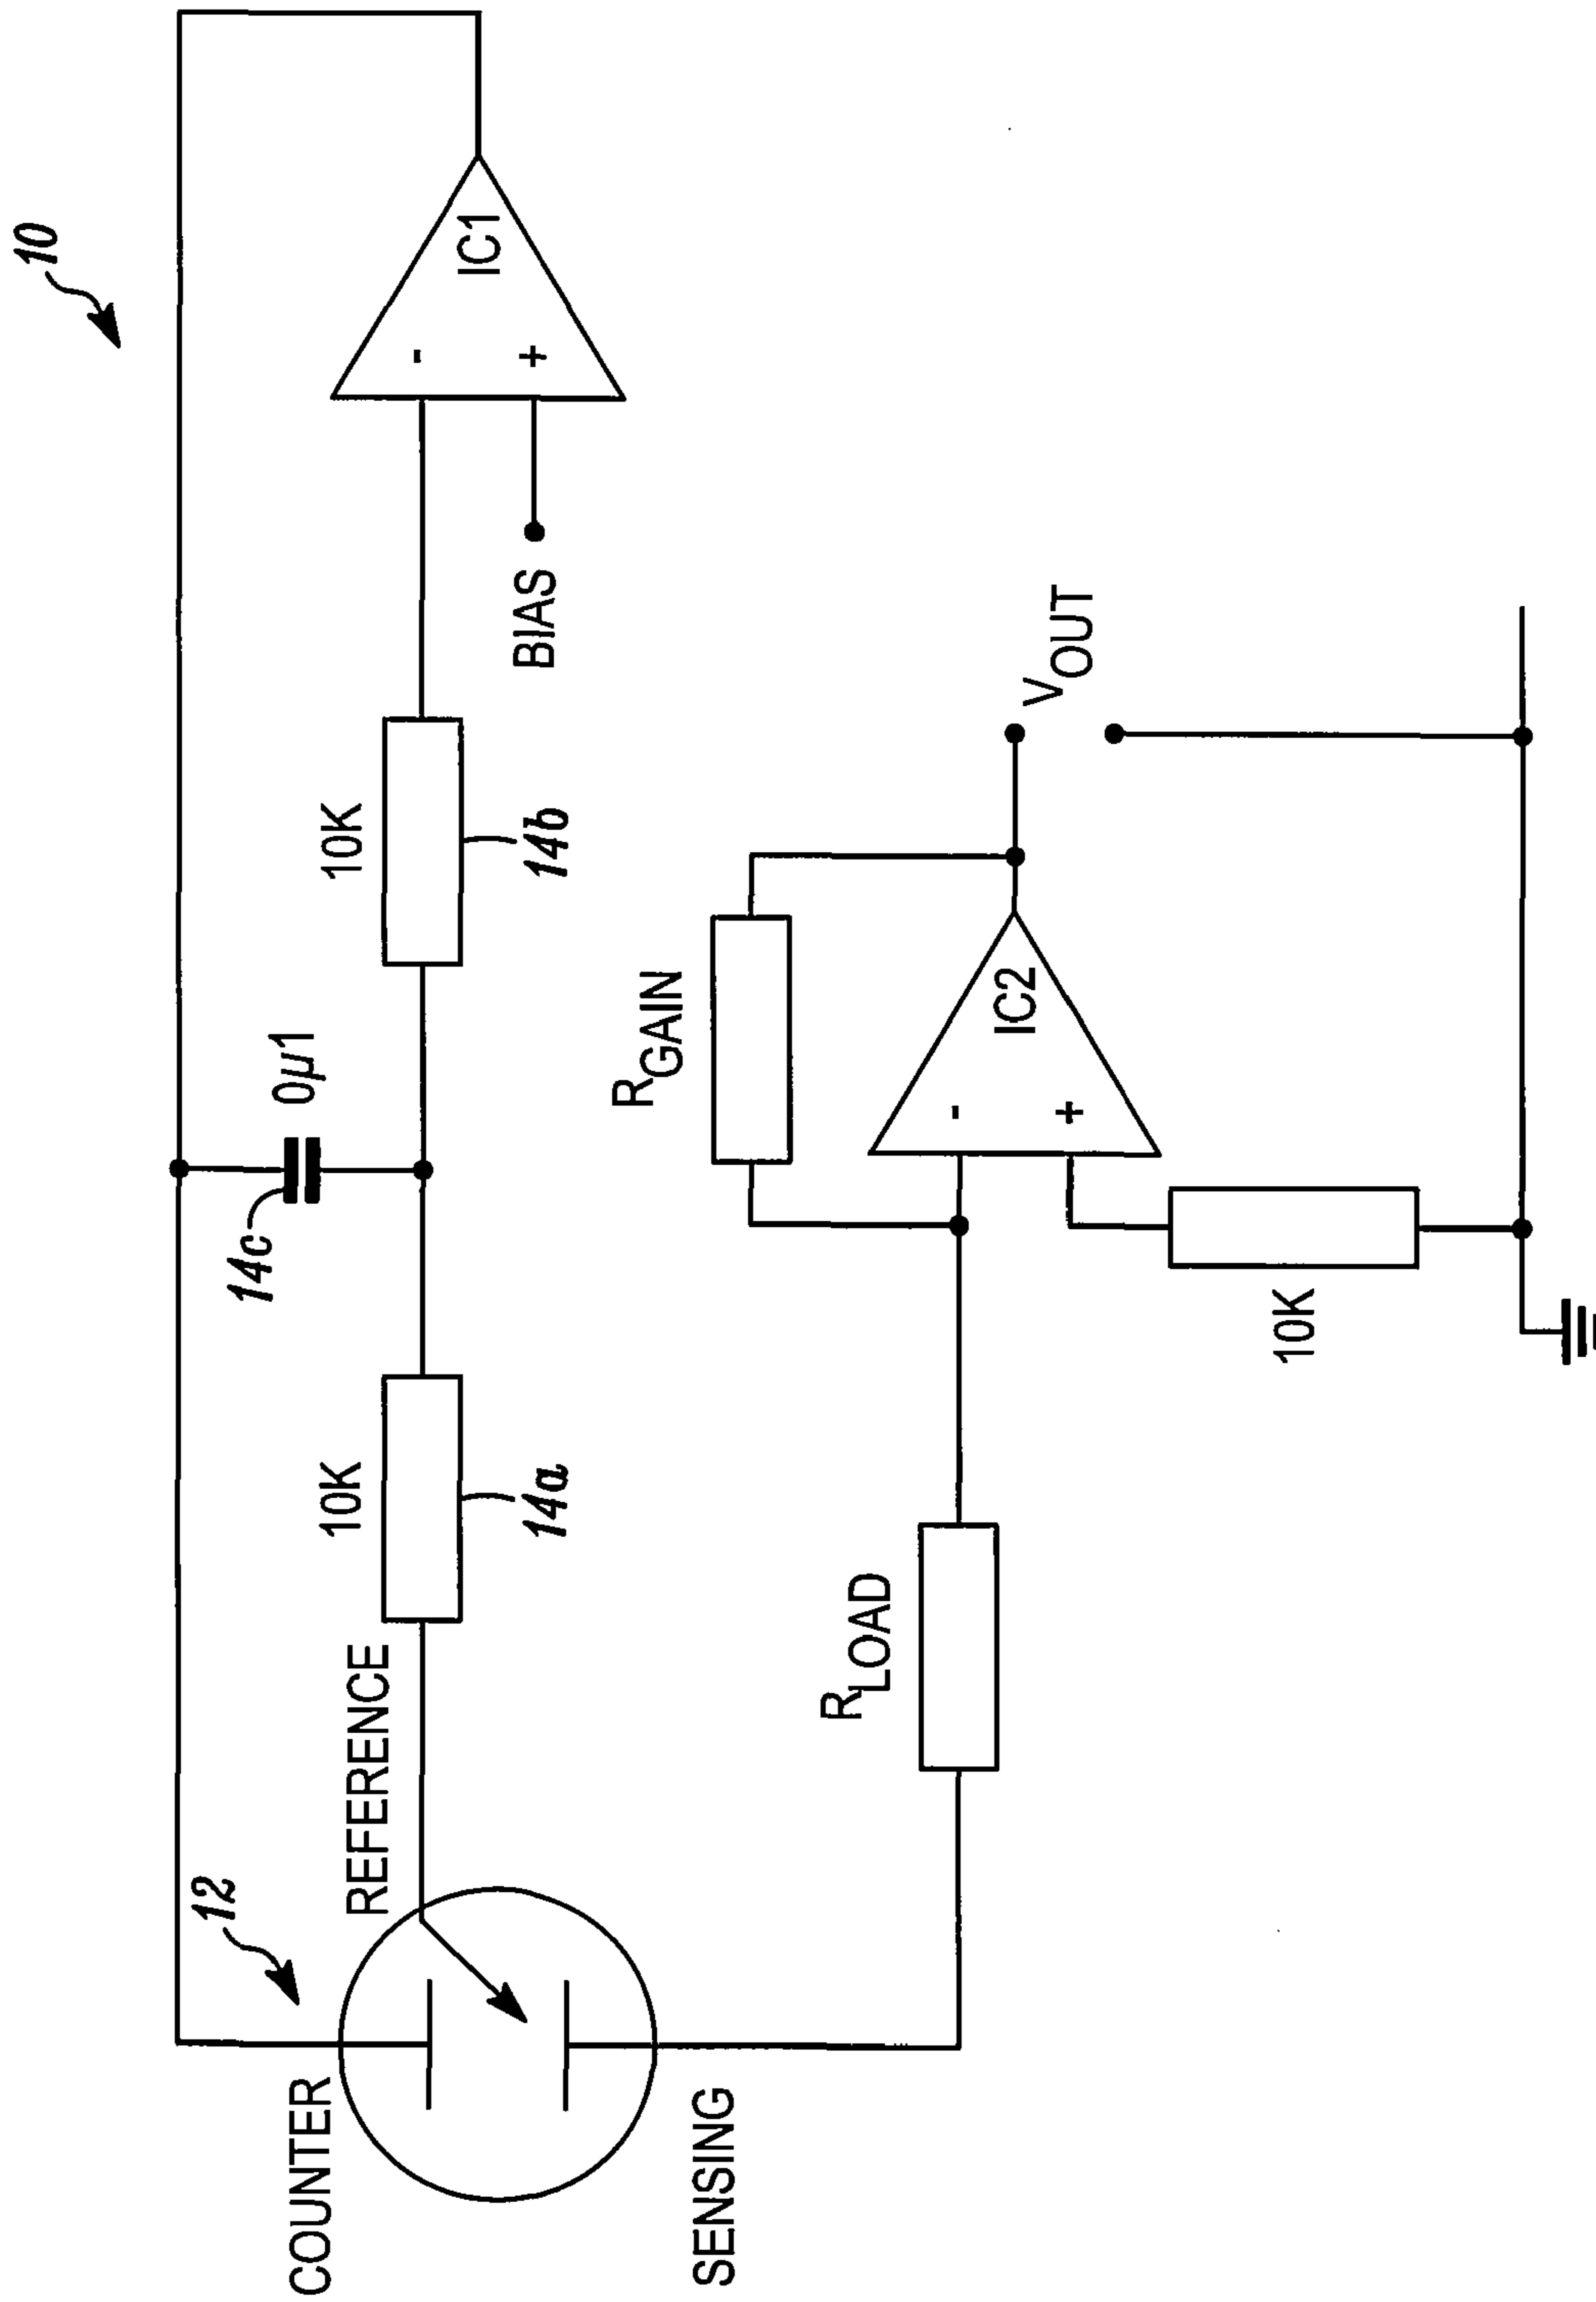 10
12
COUNTER
REFERENCE
SENSING
10K
14a
14c
0µ1
10K
14b
BIAS
-
+
IC1
RLOAD
RGAIN
-
+
IC2
10K
VOUT